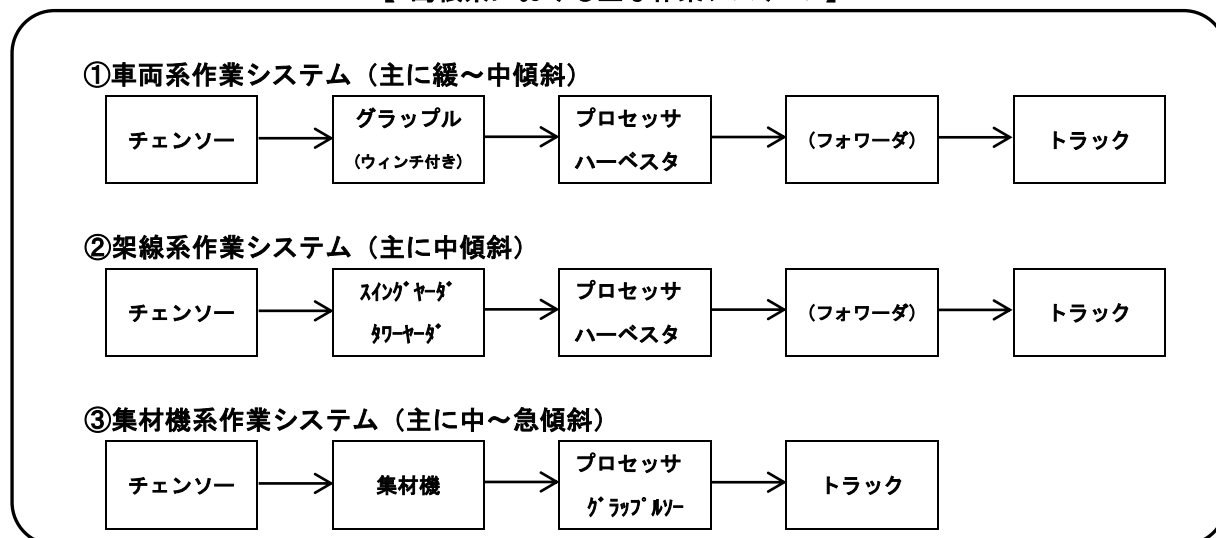 ①車両系作業システム（主に緩～中傾斜）
チェンソー
グラップル
（ウィンチ付き）
プロセッサ
ハーベスタ
（フォワーダ）
トラック
②架線系作業システム（主に中傾斜）
チェンソー
ｽｲﾝｸﾞﾔｰﾀﾞ
ﾀﾜｰﾔｰﾀﾞ
プロセッサ
ハーベスタ
（フォワーダ）
トラック
③集材機系作業システム（主に中～急傾斜）
チェンソー
集材機
プロセッサ
ｸﾞﾗｯﾌﾟﾙｿｰ
トラック